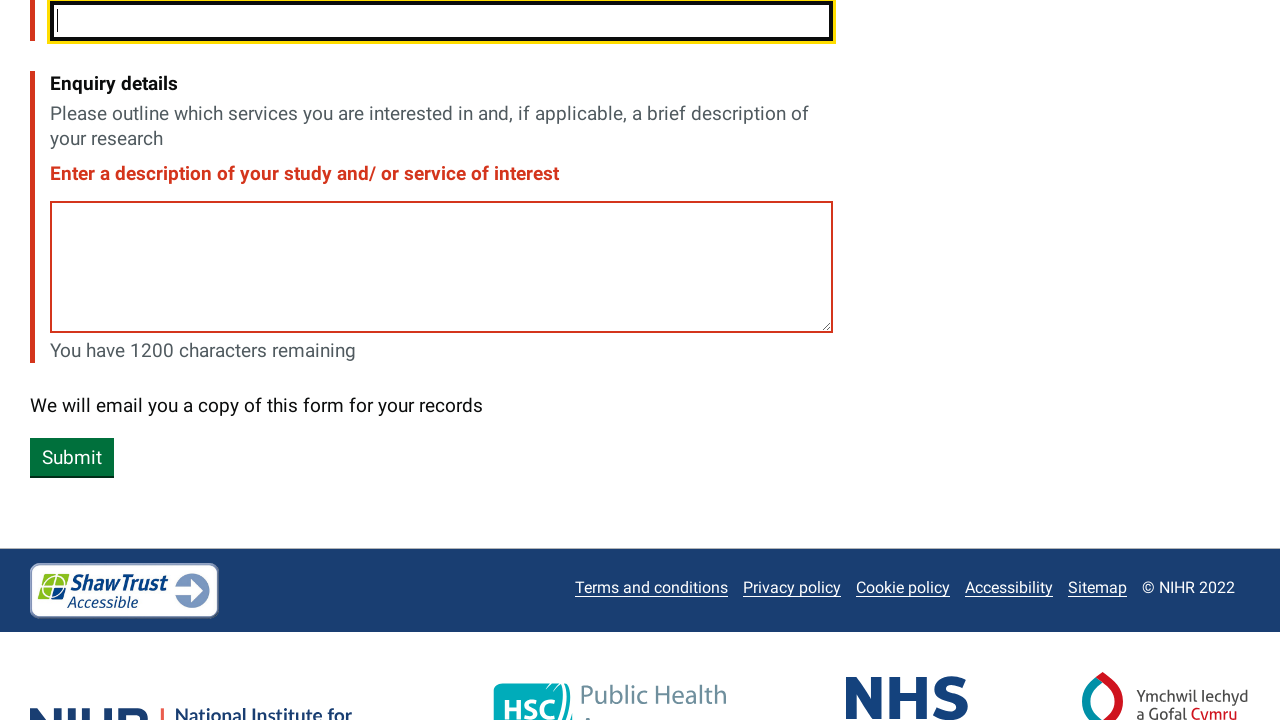 Enquiry details
Please outline which services you are interested in and, if applicable, a brief description of
your research
Enter a description of your study and/ or service of interest
You have 1200 characters remaining
We will email you a copy of this form for your records
Submit
ShawTrust
Accessible
Terms and conditions Privacy policy Cookie policy Accessibility Sitemap © NIHR 2022
NIHR | National Institute for
HSC Public Health
NHS
Ymchwil Iechyd
a Gofal Cymru